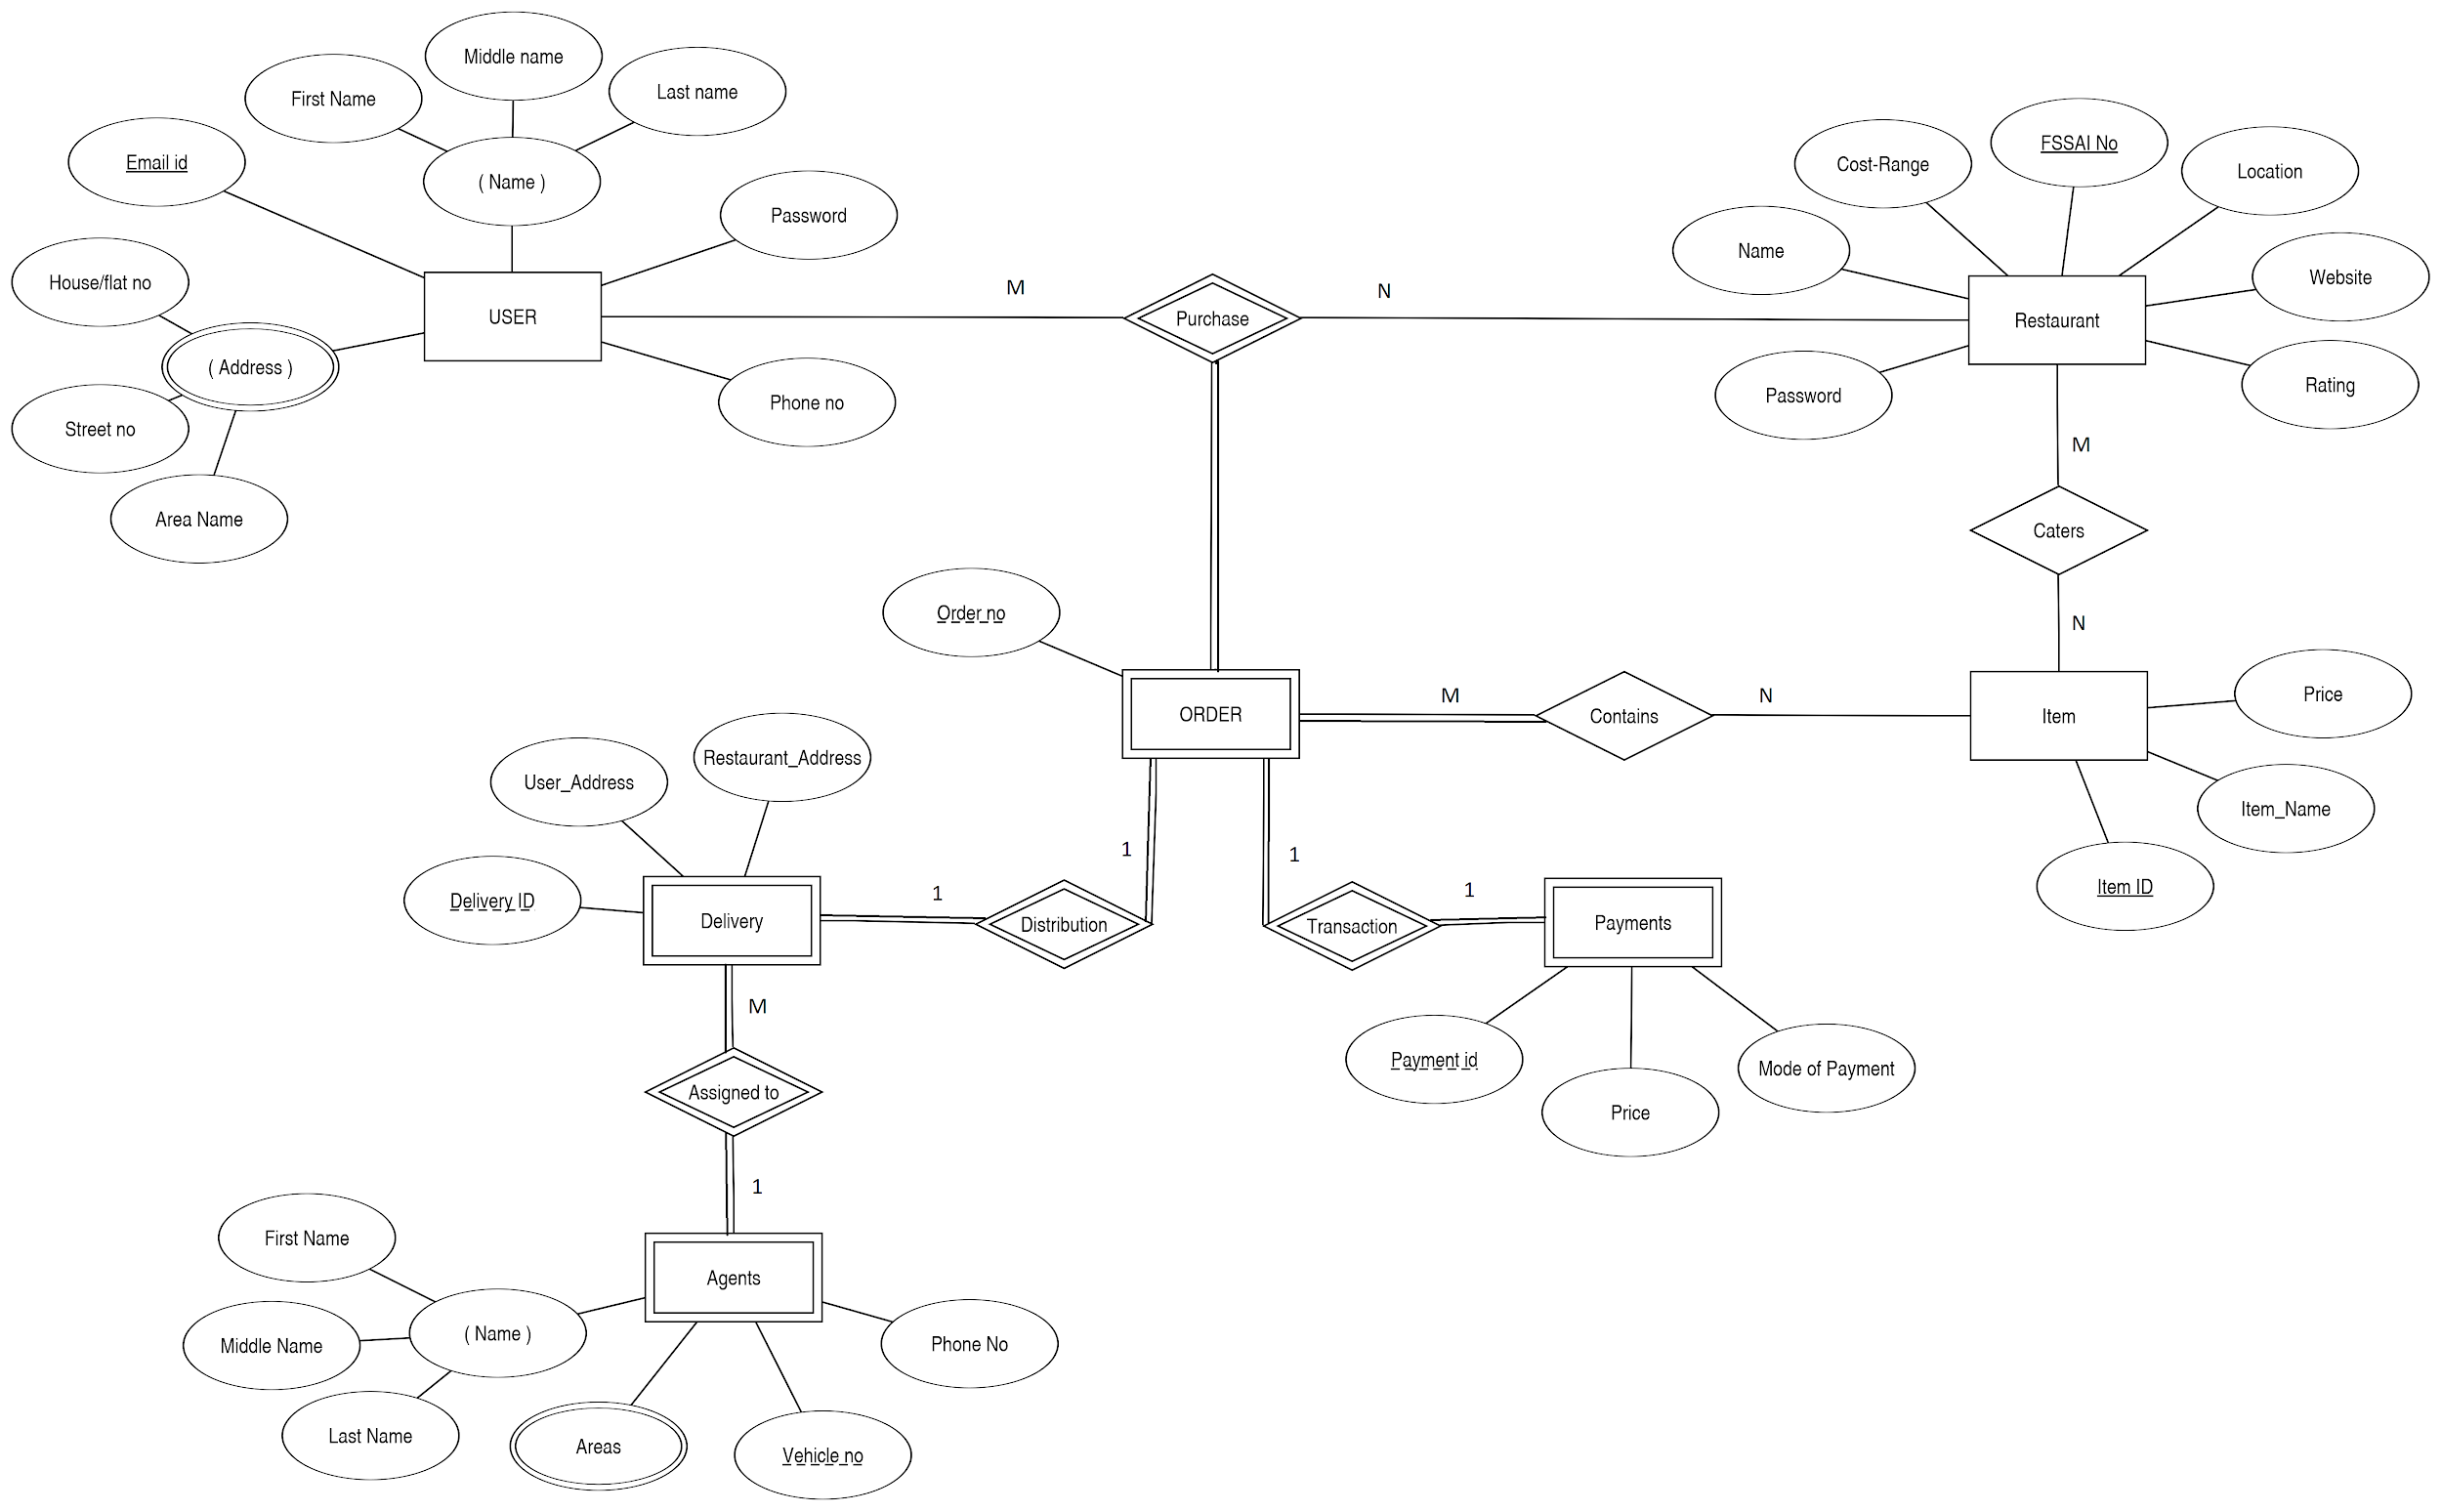 Middle name
First Name
Last name
Email id
( Name )
Password
House/flat no
USER
( Address )
Street no
Phone no
Area Name
M
Purchase
N
FSSAI No
Cost-Range
Location
Name
Website
Restaurant
Password
Rating
M
Caters
N
Order no
ORDER
M
Contains
N
Item
Price
Item_Name
Item ID
User_Address
Restaurant_Address
Delivery ID
Delivery
1
Distribution
1
1
Transaction
1
Payments
Payment id
Price
Mode of Payment
M
Assigned to
1
Agents
First Name
Middle Name
( Name )
Last Name
Areas
Vehicle no
Phone No